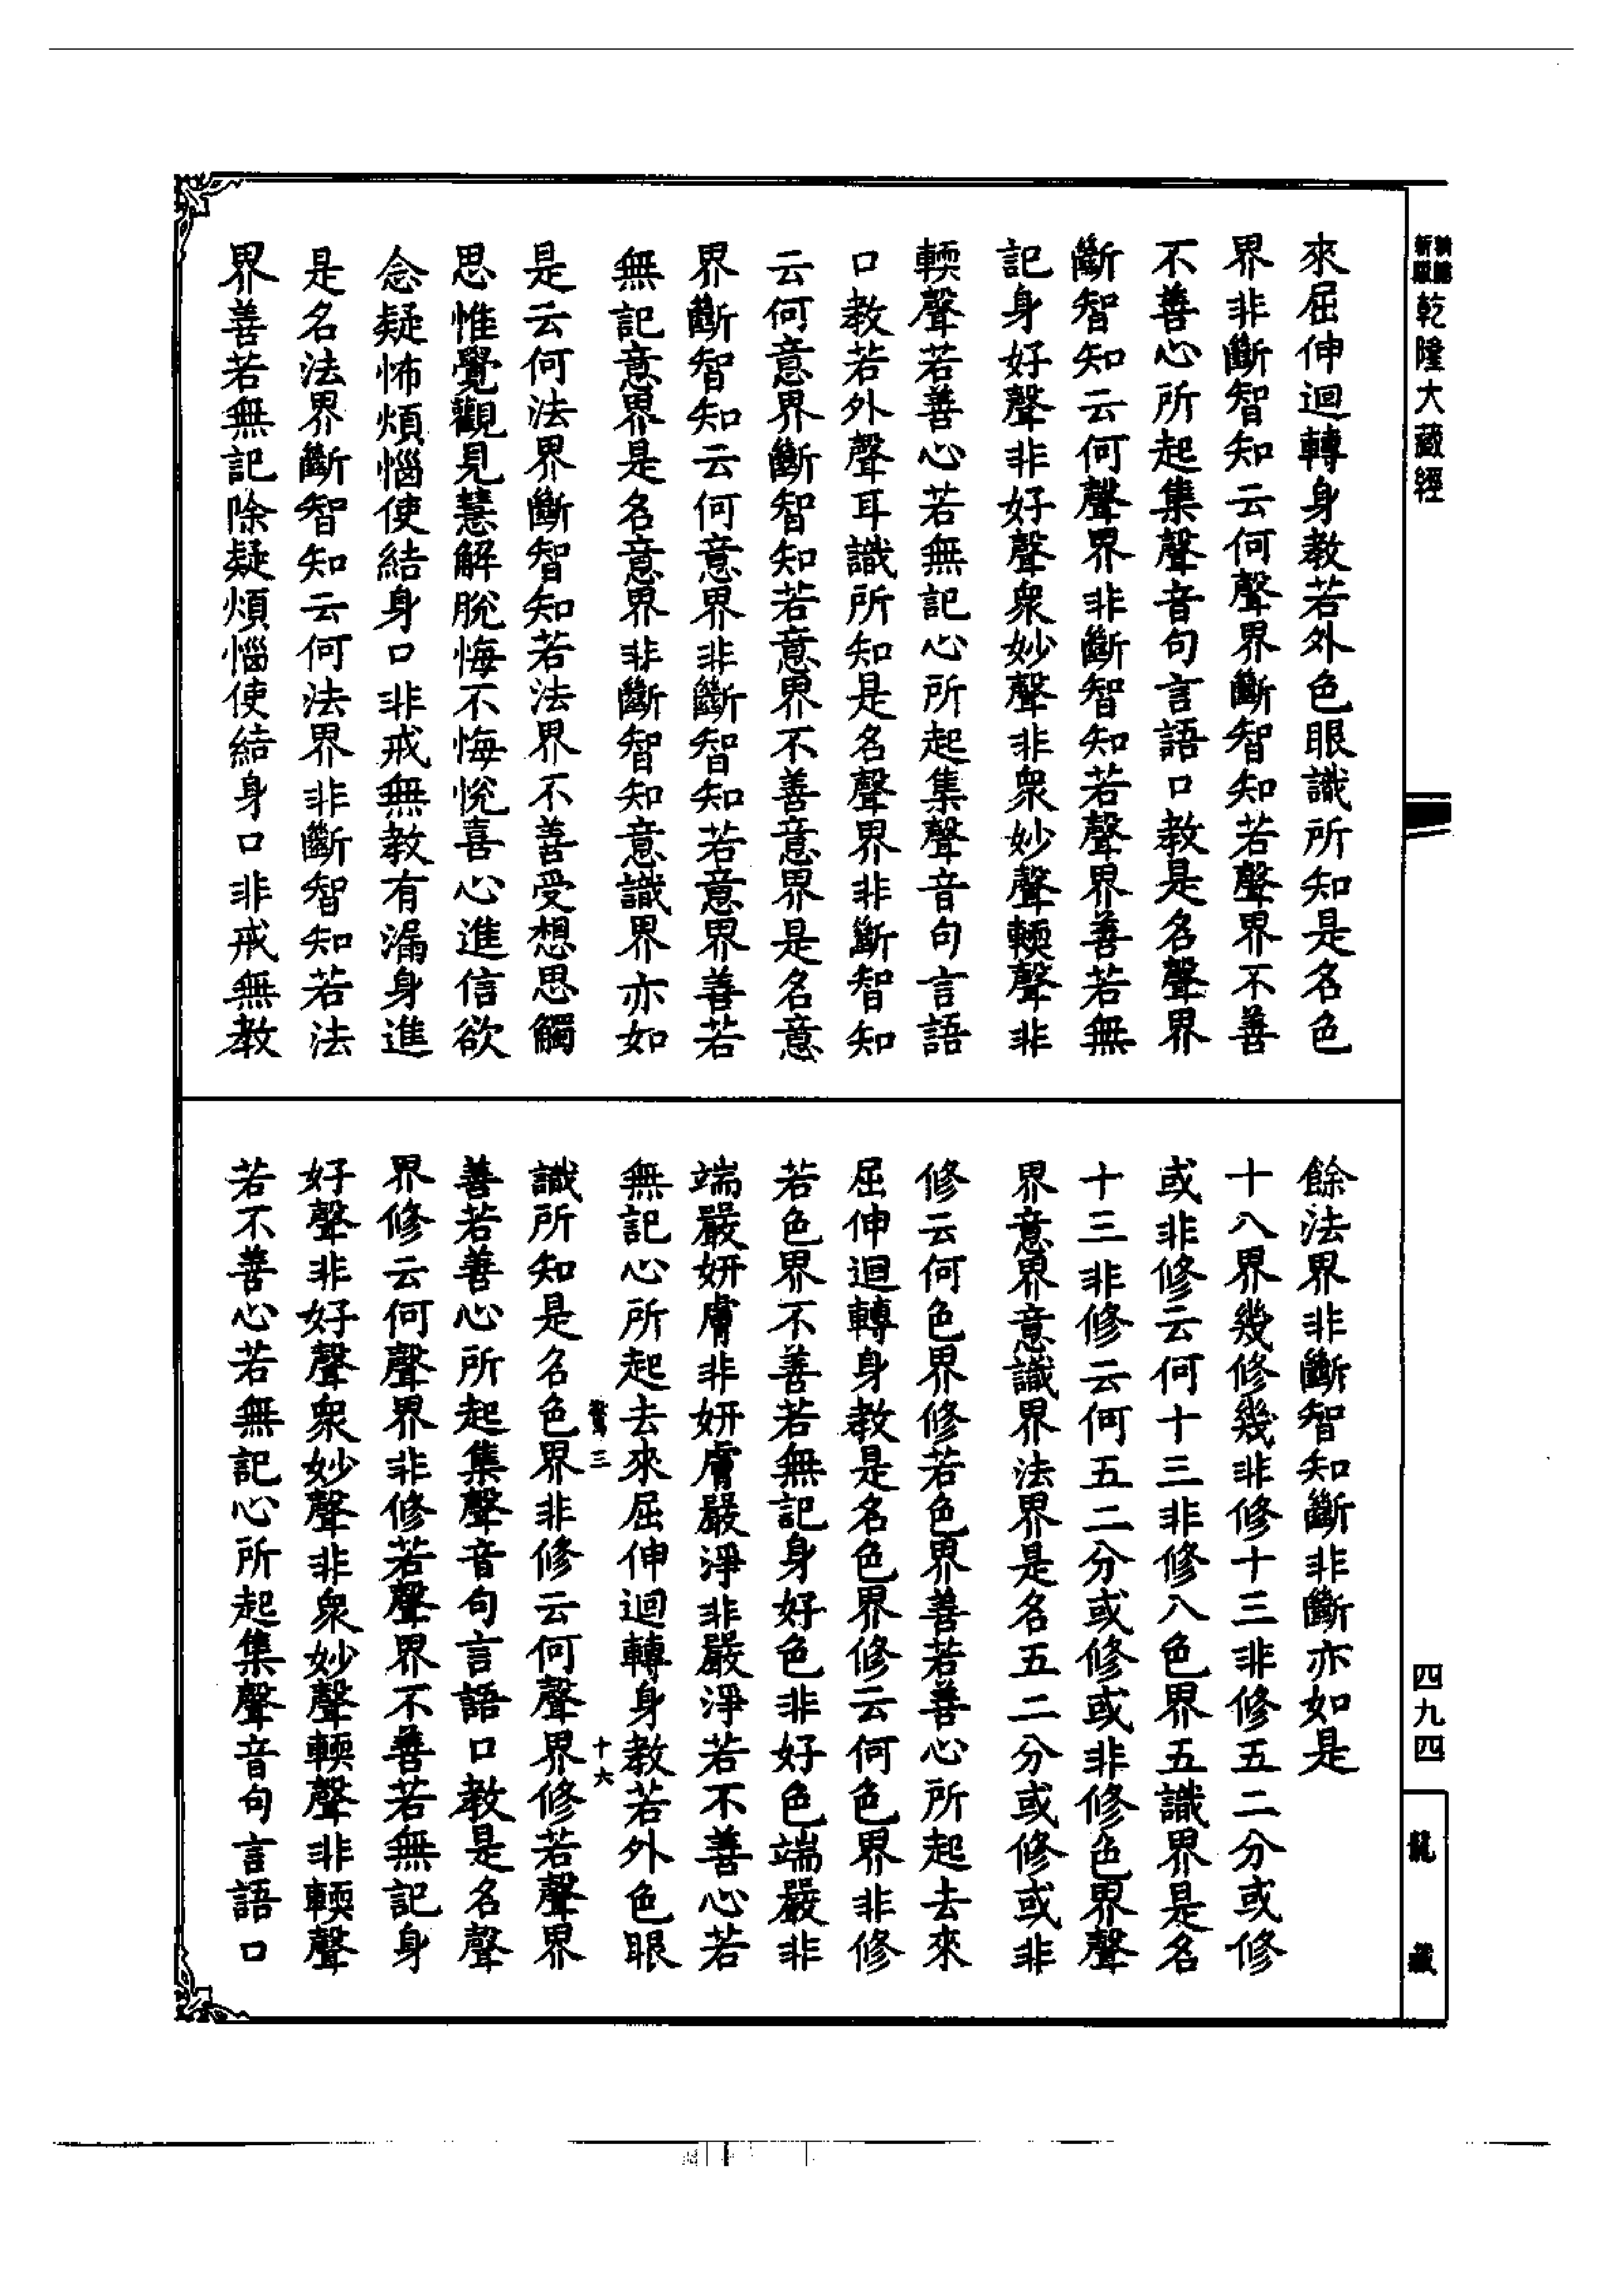 乾隆大藏經
來屈伸迴轉身教若外色眼識所知是名色
界非斷智知云何聲界斷智知若聲界不善
不善心所起集聲音句言語口教是名聲界
斷智知云何聲界非斷智知若聲界善若無
記身好聲非好聲衆妙聲非衆妙聲輭聲非
輭聲若善心若無記心所起集聲音句言語
口教若外聲耳識所知是名聲界非斷智知
云何意界斷智知若意界不善意界是名意
界斷智知云何意界非斷智知若意界善若
無記意界是名意界非斷智知意識界亦如
是云何法界斷智知若法界不善受想思觸
思惟覺觀見慧解脫悔不悔悅喜心進信欲
念疑怖煩惱使結身口非戒無教有漏身進
是名法界斷智知云何法界非斷智知若法
界善若無記除疑煩惱使結身口非戒無教
餘法界非斷智知斷非斷亦如是
十八界幾修幾非修十三非修五二分或修
或非修云何十三非修八色界五識界是名
十三非修云何五二分或修或非修色界聲
界意界意識界法界是名五二分或修或非
修云何色界修若色界善若善心所起去來
屈伸迴轉身教是名色界修云何色界非修
若色界不善若無記身好色非好色端嚴非
端嚴妍膚非妍膚嚴淨非嚴淨若不善心若
無記心所起去來屈伸迴轉身教若外色眼
三
十六
識所知是名色界非修云何聲界修若聲界
善若善心所起集聲音句言語口教是名聲
界修云何聲界非修若聲界不善若無記身
好聲非好聲衆妙聲非衆妙聲輭聲非輭聲
若不善心若無記心所起集聲音句言語口
四九四
龍藏